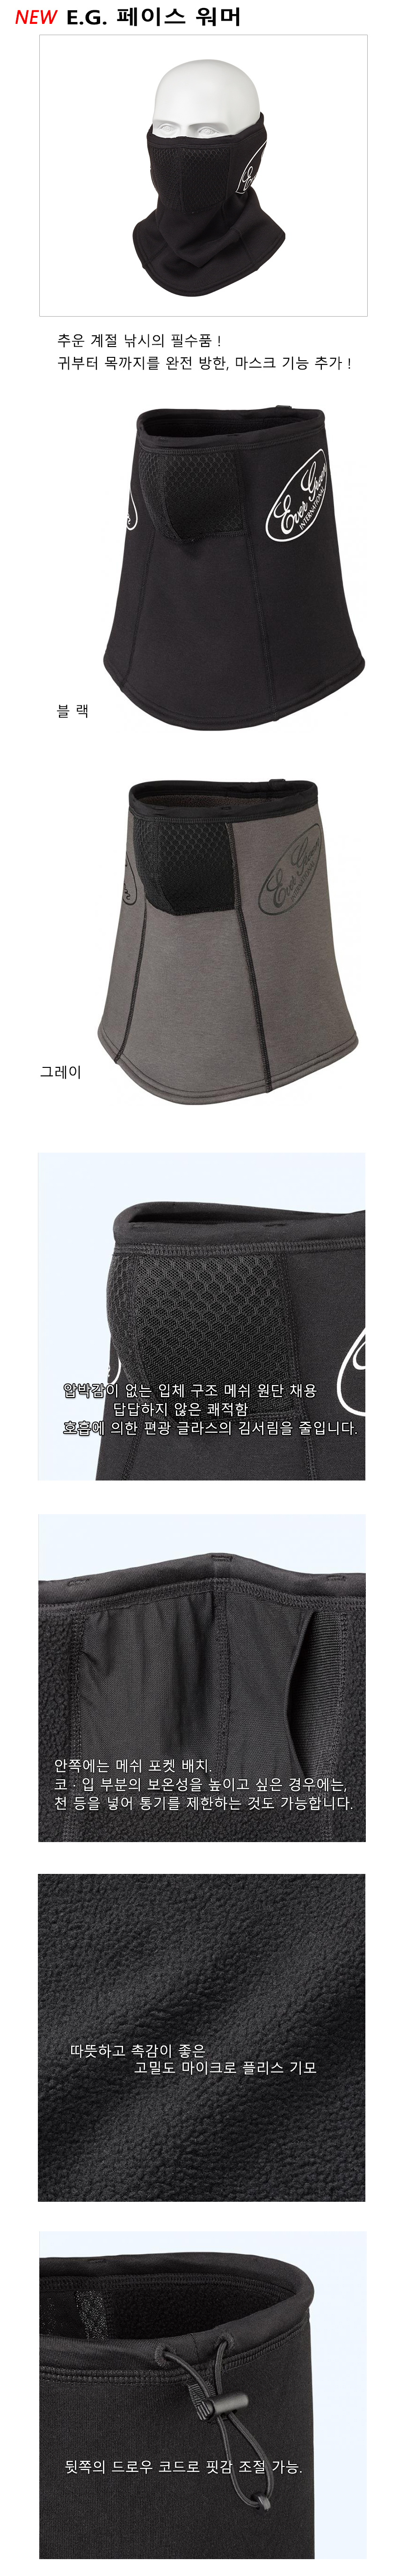 NEW E.G. 페이스 워머
추운 계절 낚시의 필수품 !
귀부터 목까지를 완전 방한, 마스크 기능 추가 !
Ever Green
INTERNATIONAL
블 랙
Ever Green
그레이
압박감이 없는 입체 구조 메쉬 원단 채용
답답하지 않은 쾌적함
호흡에 의한 편광 글라스의 김서림을 줄입니다.
안쪽에는 메쉬 포켓 배치.
코 · 입 부분의 보온성을 높이고 싶은 경우에는,
천 등을 넣어 통기를 제한하는 것도 가능합니다.
따뜻하고 촉감이 좋은
고밀도 마이크로 플리스 기모
뒷쪽의 드로우 코드로 핏감 조절 가능.